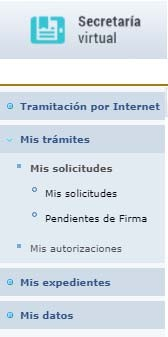 Secretaría
virtual
Tramitación por Internet
Mis trámites
Mis solicitudes
Mis solicitudes
Pendientes de Firma
Mis autorizaciones
Mis expedientes
Mis datos